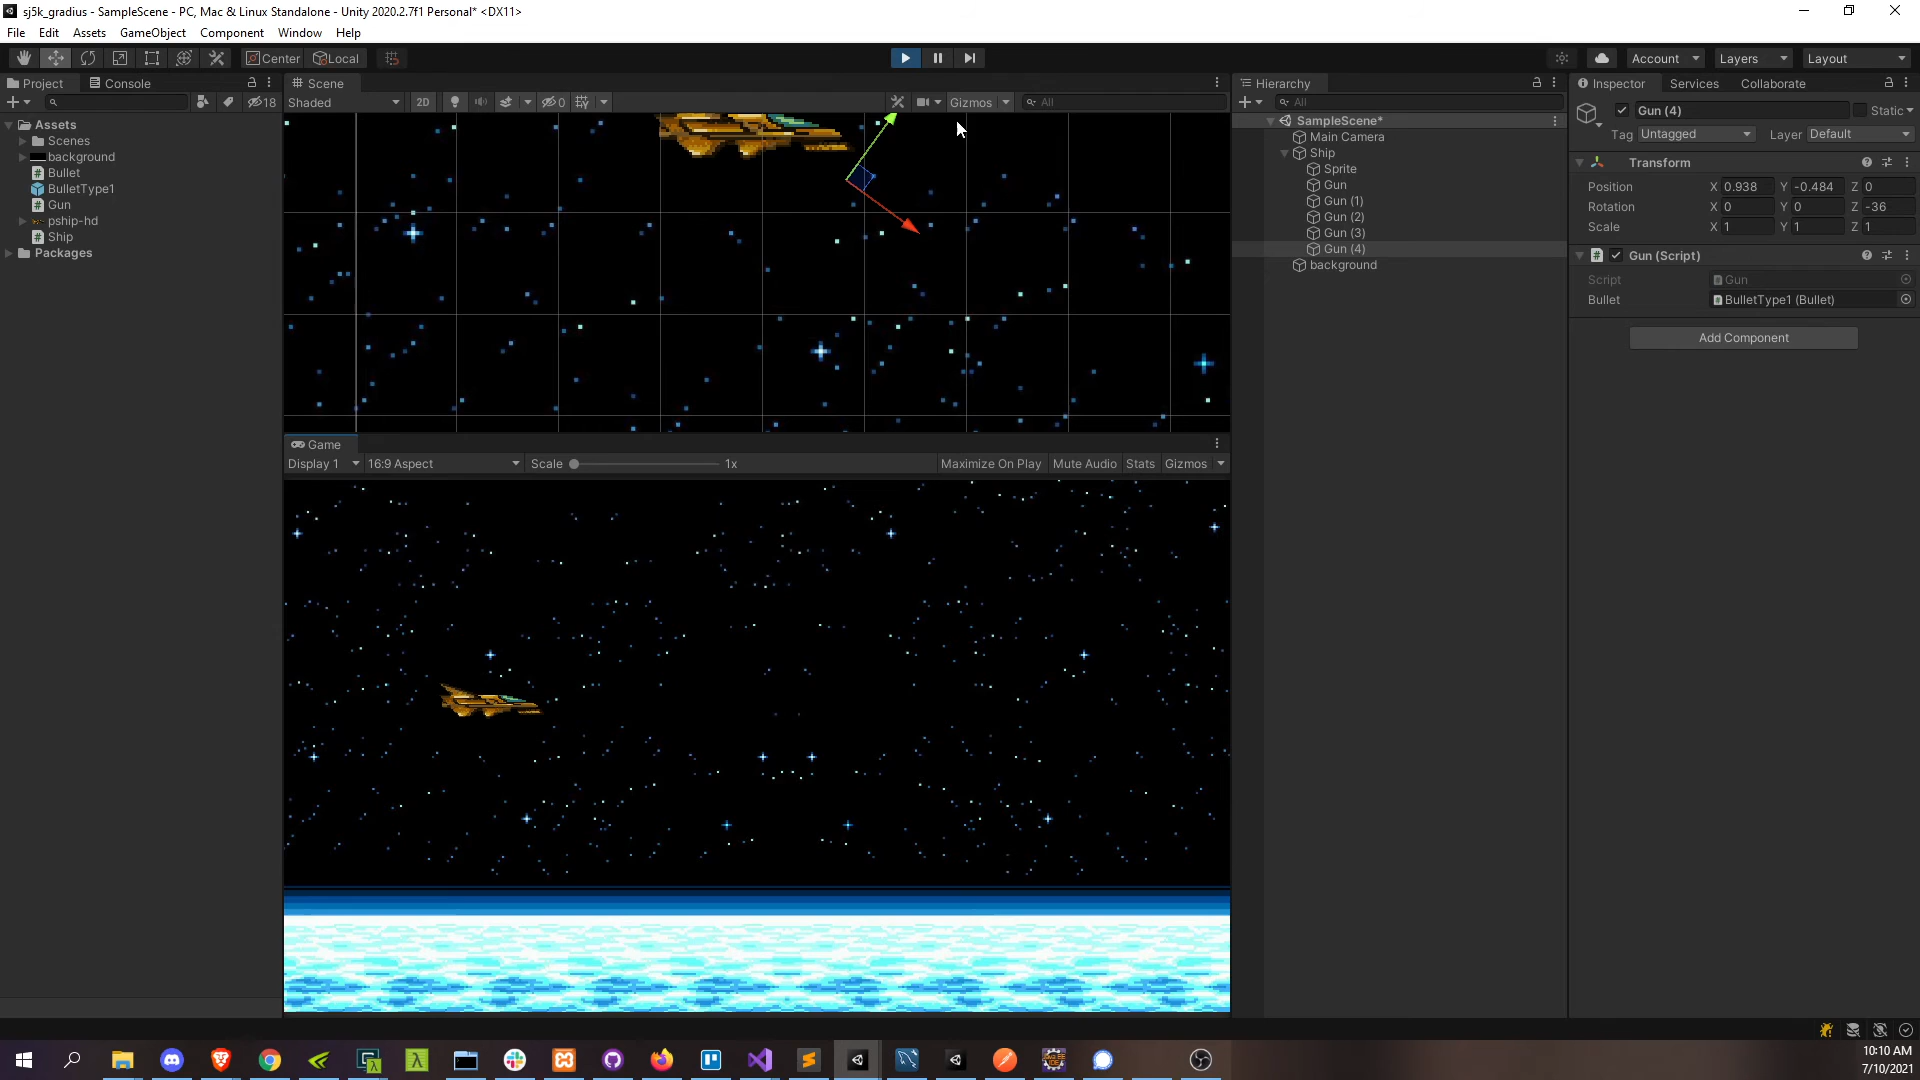 sj5k_gradius - SampleScene - PC, Mac & Linux Standalone - Unity 2020.2.7f1 Personal* <DX11>
File Edit Assets GameObject Component Window Help
Center Local Account Layers Layout
Project Console
18
Assets
Scenes
background
Bullet
BulletType1
Gun
pship-hd
Ship
Packages
Scene
Shaded 2D 0 Gizmos All
Game
Display 1 16:9 Aspect Scale 1x Maximize On Play Mute Audio Stats Gizmos
Hierarchy
All
SampleScene*
Main Camera
Ship
Sprite
Gun
Gun (1)
Gun (2)
Gun (3)
Gun (4)
background
Inspector Services Collaborate
Gun (4) Static
Tag Untagged Layer Default
Transform
Position X 0.938 Y -0.484 Z 0
Rotation X 0 Y 0 Z -36
Scale X 1 Y 1 Z 1
Gun (Script)
Script Gun
Bullet BulletType1 (Bullet)
Add Component
10:10 AM
7/10/2021